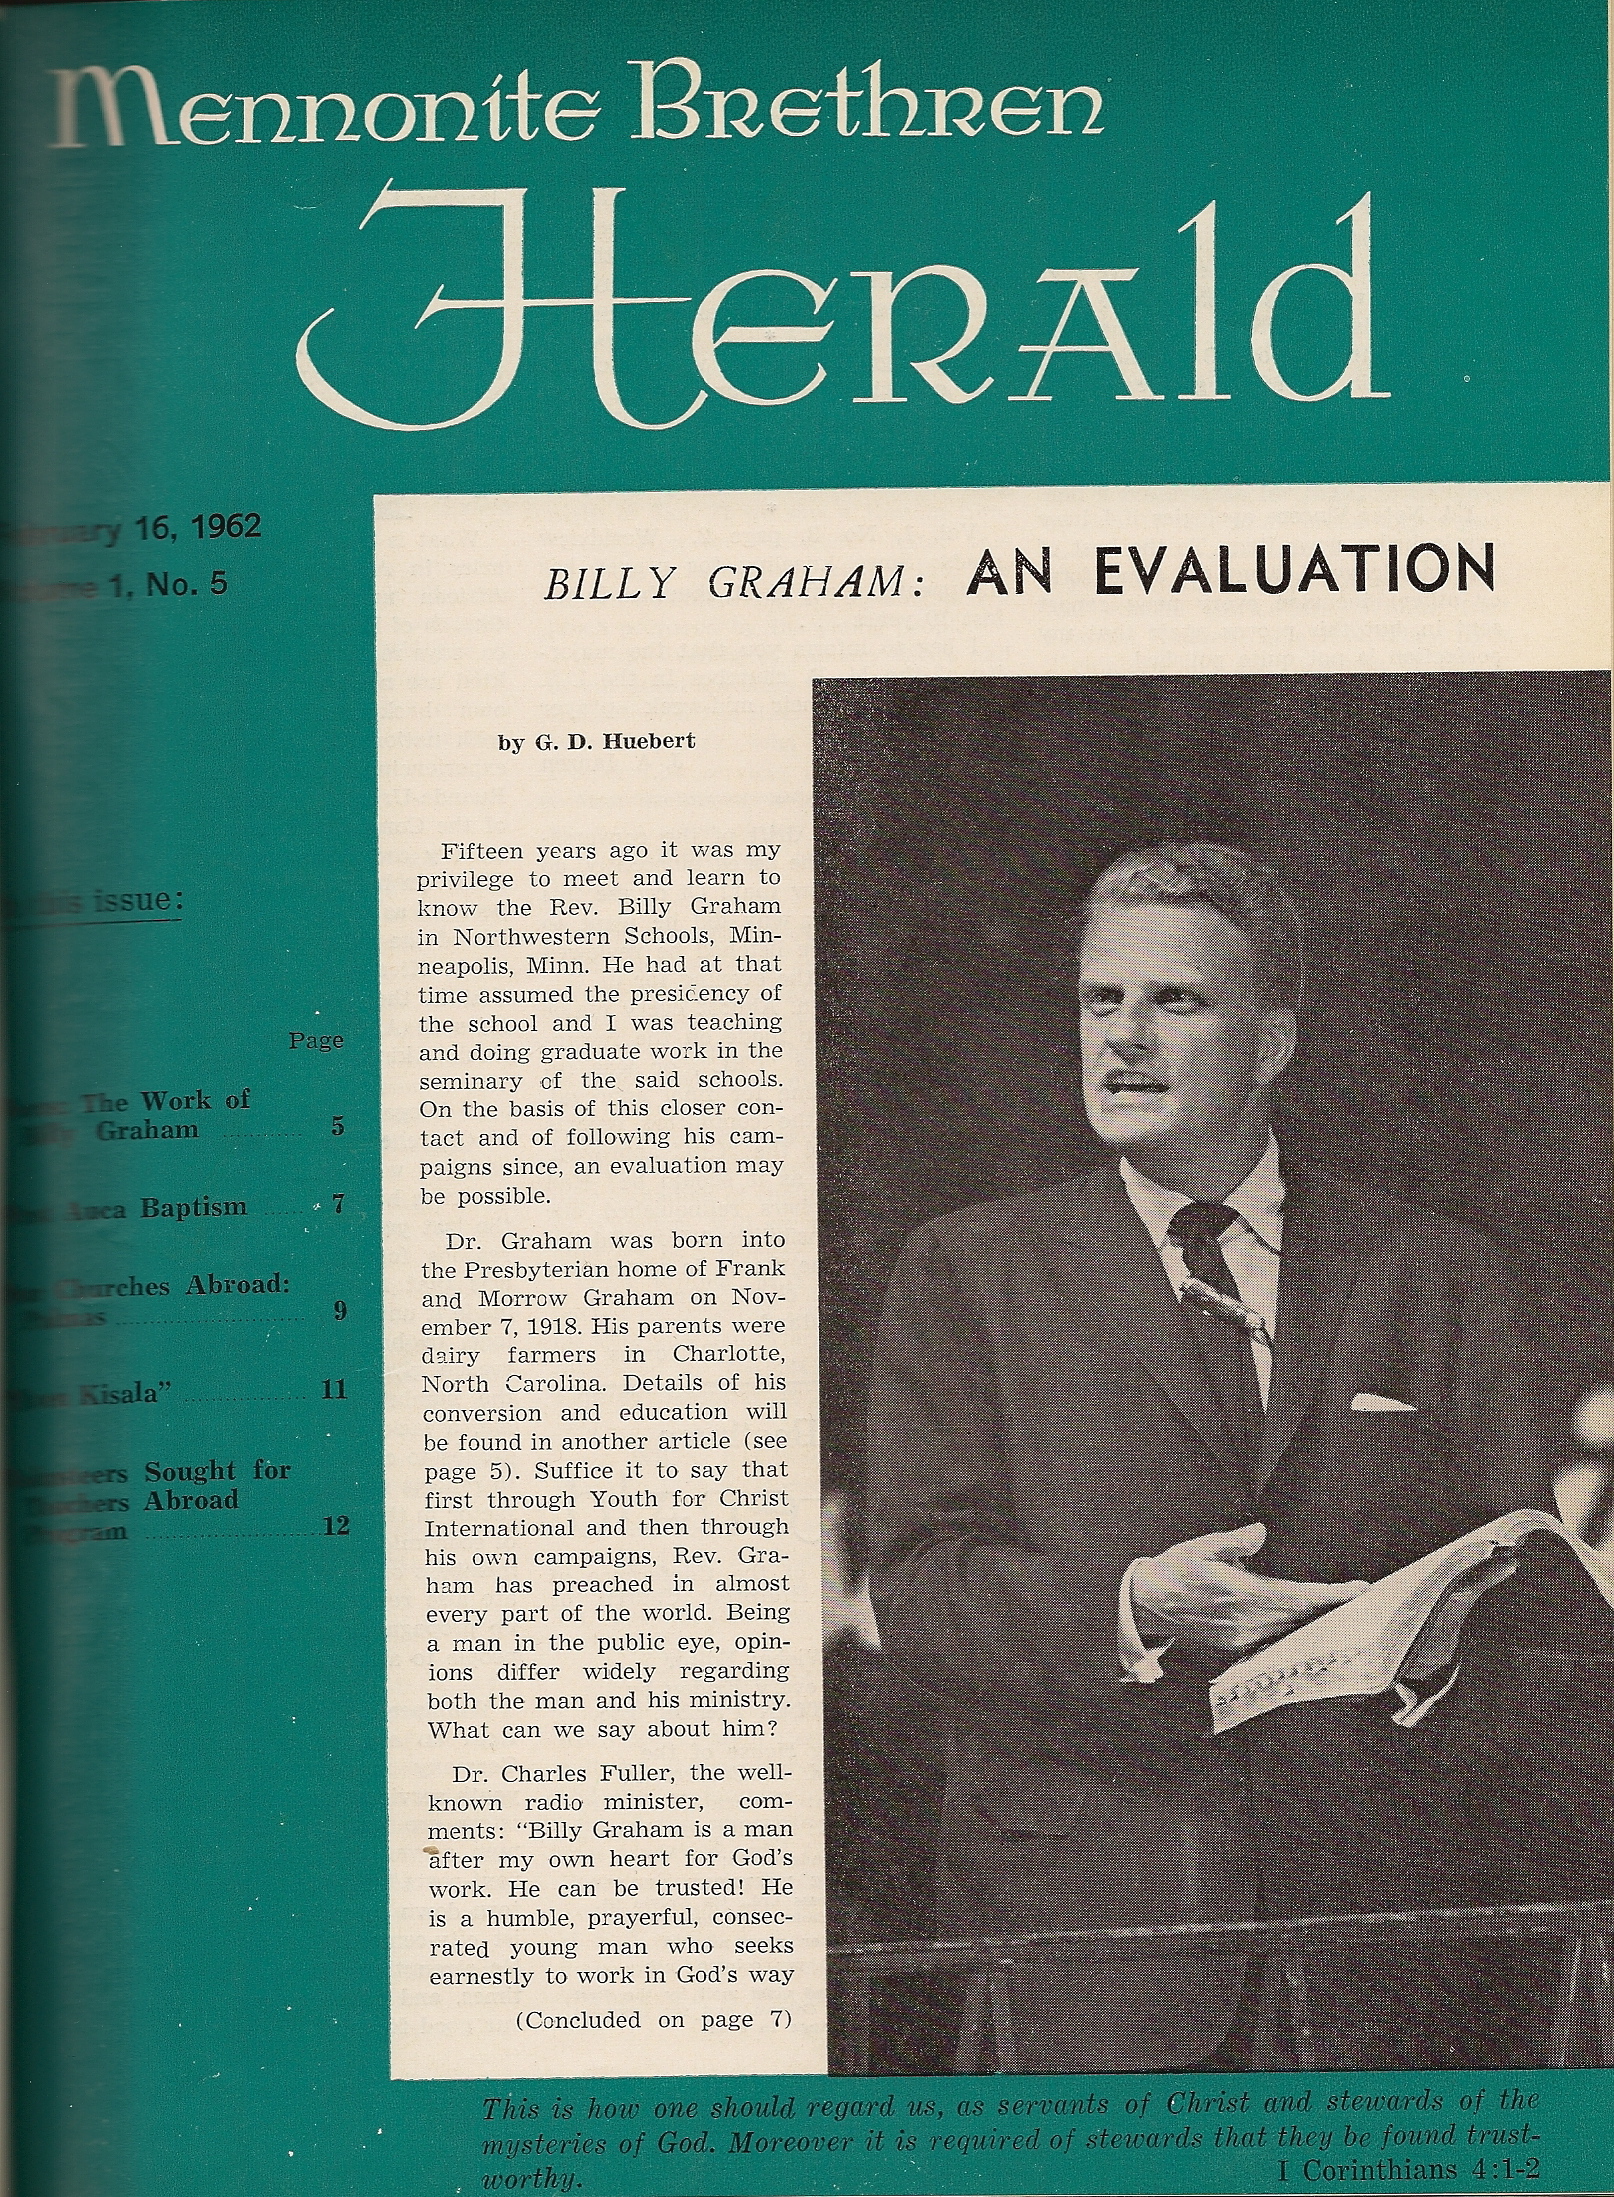 Mennonite Brethren
Herald
February 16, 1962
Volume 1, No. 5
this issue:
Page
The Work of
Graham ............ 5
Auca Baptism ...... 7
Churches Abroad:
........................ 9
Kisala” ................ 11
Sought for
Teachers Abroad
Program ...................... 12
BILLY GRAHAM: AN EVALUATION
by G. D. Huebert
Fifteen years ago it was my
privilege to meet and learn to
know the Rev. Billy Graham
in Northwestern Schools, Min-
neapolis, Minn. He had at that
time assumed the presidency of
the school and I was teaching
and doing graduate work in the
seminary of the said schools.
On the basis of this closer con-
tact and of following his cam-
paigns since, an evaluation may
be possible.
Dr. Graham was born into
the Presbyterian home of Frank
and Morrow Graham on Nov-
ember 7, 1918. His parents were
dairy farmers in Charlotte,
North Carolina. Details of his
conversion and education will
be found in another article (see
page 5). Suffice it to say that
first through Youth for Christ
International and then through
his own campaigns, Rev. Gra-
ham has preached in almost
every part of the world. Being
a man in the public eye, opin-
ions differ widely regarding
both the man and his ministry.
What can we say about him?
Dr. Charles Fuller, the well-
known radio minister, com-
ments: “Billy Graham is a man
after my own heart for God’s
work. He can be trusted! He
is a humble, prayerful, consec-
rated young man who seeks
earnestly to work in God’s way
(Concluded on page 7)
This is how one should regard us, as servants of Christ and stewards of the
mysteries of God. Moreover it is required of stewards that they be found trust-
worthy.
I Corinthians 4:1-2